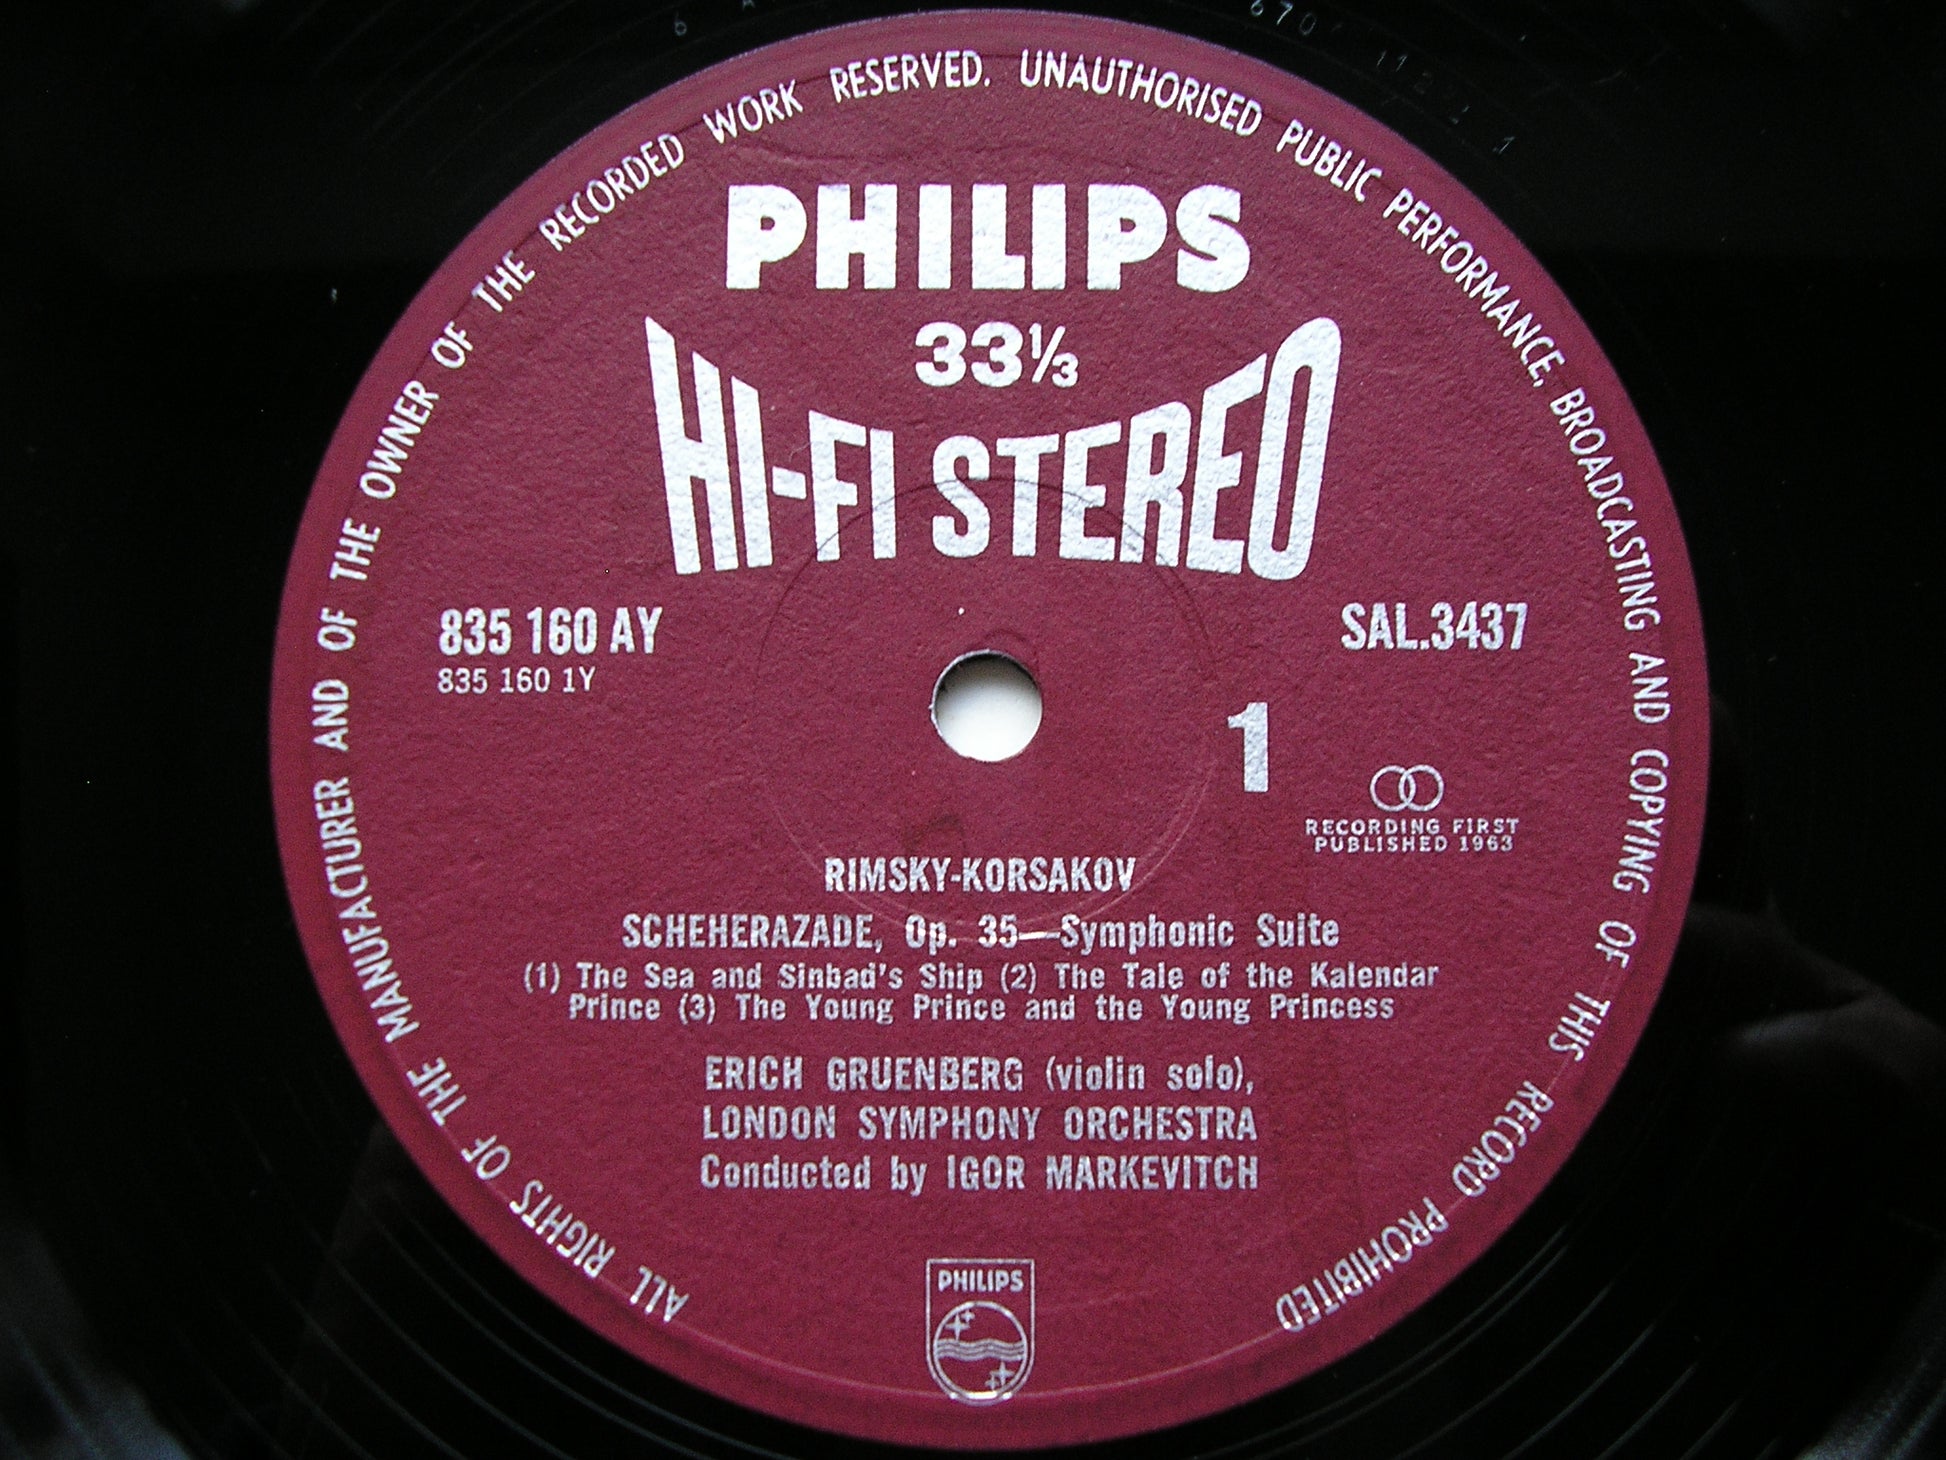 ALL RIGHTS OF THE MANUFACTURER AND OF THE OWNER OF THE RECORDED WORK RESERVED. UNAUTHORISED PUBLIC PERFORMANCE, BROADCASTING AND COPYING OF THIS RECORD PROHIBITED
PHILIPS
33⅓
HI-FI STEREO
835 160 AY
835 160 1Y
SAL.3437
1
RECORDING FIRST
PUBLISHED 1963
RIMSKY-KORSAKOV
SCHEHERAZADE, Op. 35—Symphonic Suite
(1) The Sea and Sinbad's Ship (2) The Tale of the Kalendar
Prince (3) The Young Prince and the Young Princess
ERICH GRUENBERG (violin solo),
LONDON SYMPHONY ORCHESTRA
Conducted by IGOR MARKEVITCH
PHILIPS